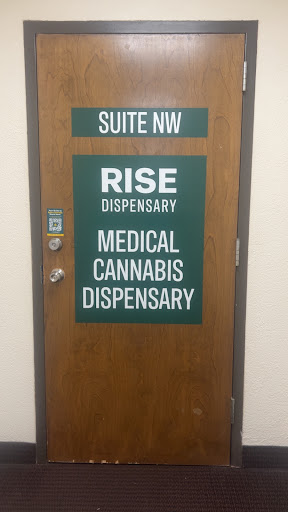 SUITE NW
RISE
DISPENSARY
MEDICAL
CANNABIS
DISPENSARY